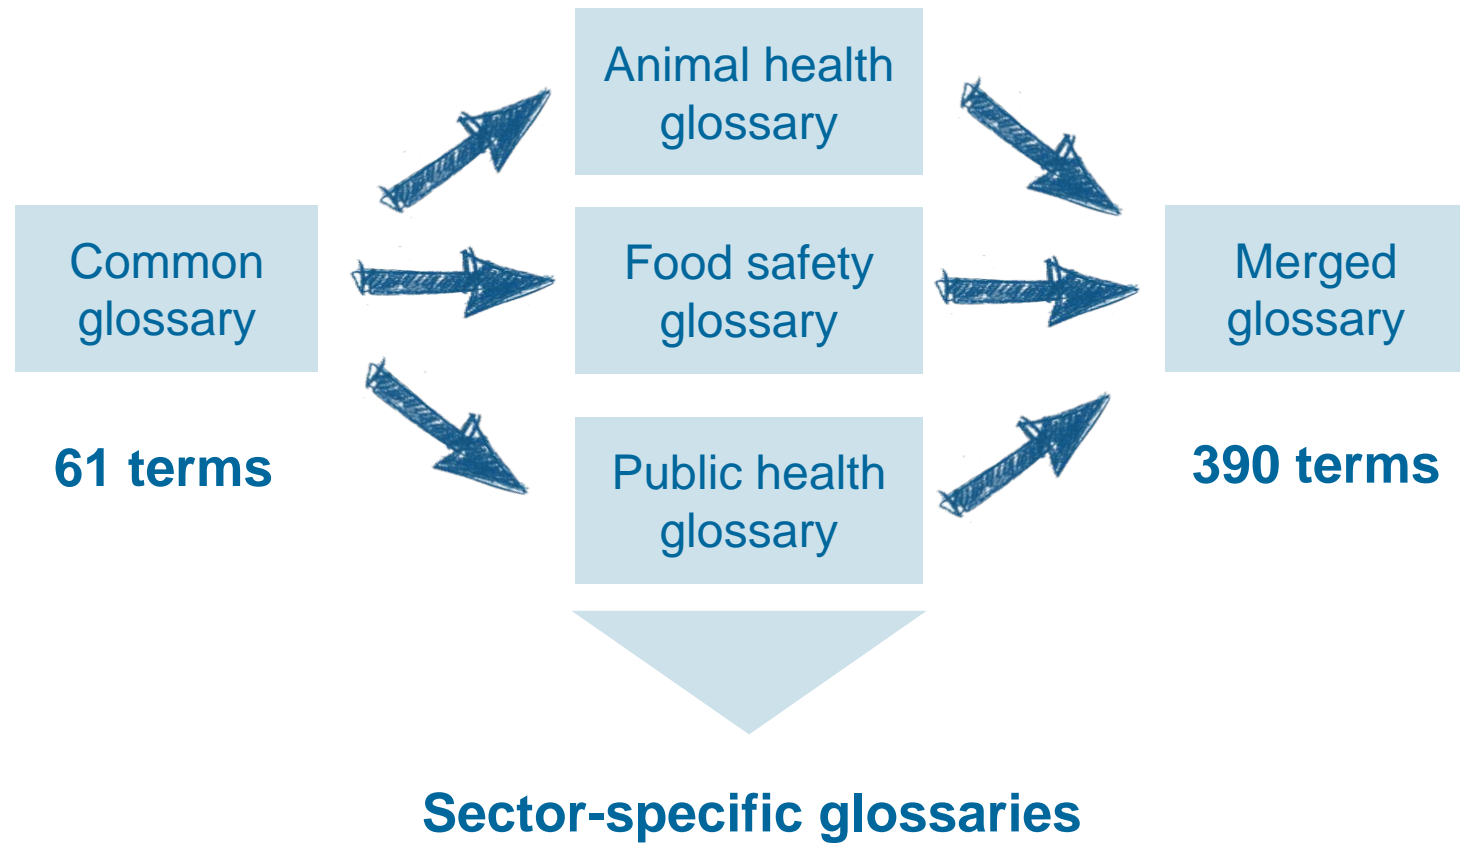 Animal health
glossary
Common
glossary
Food safety
glossary
Merged
glossary
61 terms
Public health
glossary
390 terms
Sector-specific glossaries